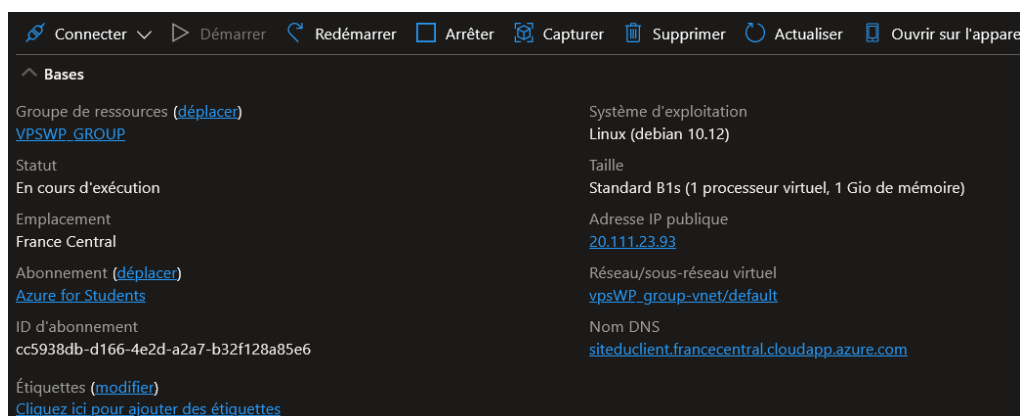 Connecter Démarrer Redémarrer Arrêter Capturer Supprimer Actualiser Ouvrir sur l'appare
Bases
Groupe de ressources (déplacer)
VPSWP_GROUP
Statut
En cours d'exécution
Emplacement
France Central
Abonnement (déplacer)
Azure for Students
ID d'abonnement
cc5938db-d166-4e2d-a2a7-b32f128a85e6
Étiquettes (modifier)
Cliquez ici pour ajouter des étiquettes
Système d'exploitation
Linux (debian 10.12)
Taille
Standard B1s (1 processeur virtuel, 1 Gio de mémoire)
Adresse IP publique
20.111.23.93
Réseau/sous-réseau virtuel
vpsWP_group-vnet/default
Nom DNS
siteduclient.francecentral.cloudapp.azure.com